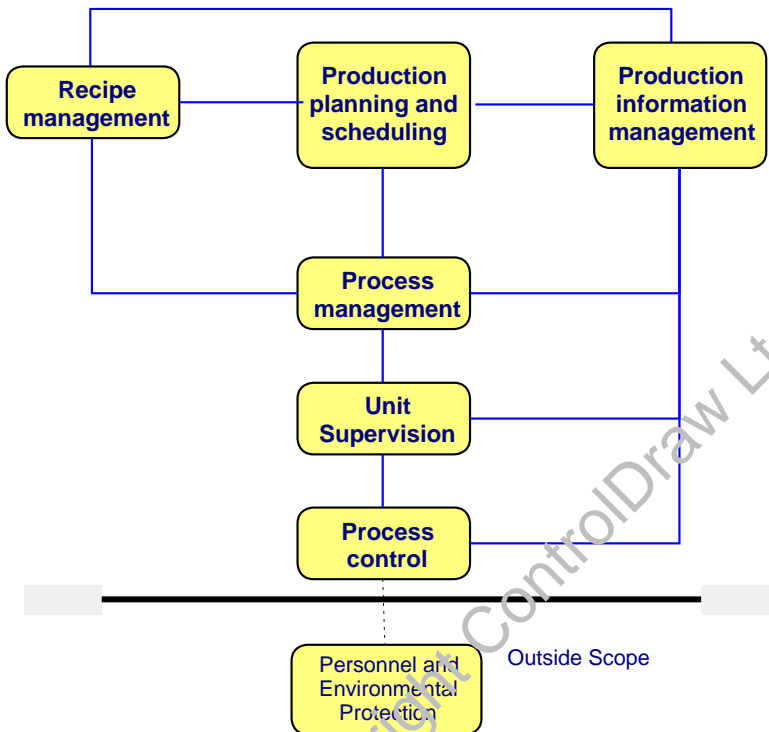 Recipe
management
Production
planning and
scheduling
Production
information
management
Process
management
Unit
Supervision
Process
control
Personnel and
Environmental
Protection
Outside Scope
ControlDraw